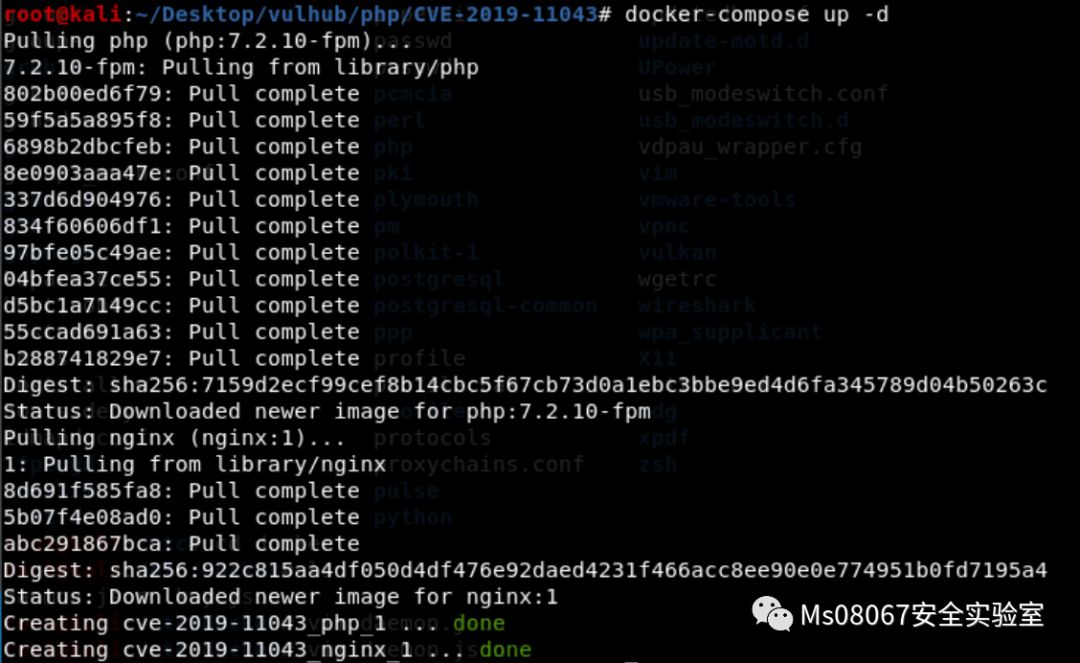 root@kali:~/Desktop/vulhub/php/CVE-2019-11043# docker-compose up -d
Pulling php (php:7.2.10-fpm)... passwd update-motd.d
7.2.10-fpm: Pulling from library/php UPower
802b00ed6f79: Pull complete pcmcia usb_modeswitch.conf
59f5a5a895f8: Pull complete perl usb_modeswitch.d
6898b2dbcfeb: Pull complete php vdpau_wrapper.cfg
8e0903aaa47e: Pull complete pki vim
337d6d904976: Pull complete plymouth vmware-tools
834f60606df1: Pull complete pm vpnc
97bfe05c49ae: Pull complete polkit-1 vulkan
04bfea37ce55: Pull complete postgresql wgetrc
d5bc1a7149cc: Pull complete postgresql-common wireshark
55ccad691a63: Pull complete ppp wpa_supplicant
b288741829e7: Pull complete profile X11
Digest: sha256:7159d2ecf99cef8b14cbc5f67cb73d0a1ebc3bbe9ed4d6fa345789d04b50263c
Status: Downloaded newer image for php:7.2.10-fpm
Pulling nginx (nginx:1)... protocols xpdf
1: Pulling from library/nginx zsh
8d691f585fa8: Pull complete pulse
5b07f4e08ad0: Pull complete python
abc291867bca: Pull complete
Digest: sha256:922c815aa4df050d4df476e92daed4231f466acc8ee90e0e774951b0fd7195a4
Status: Downloaded newer image for nginx:1
Creating cve-2019-11043_php_1 ... done
Creating cve-2019-11043_nginx_1 ... done
Ms08067安全实验室